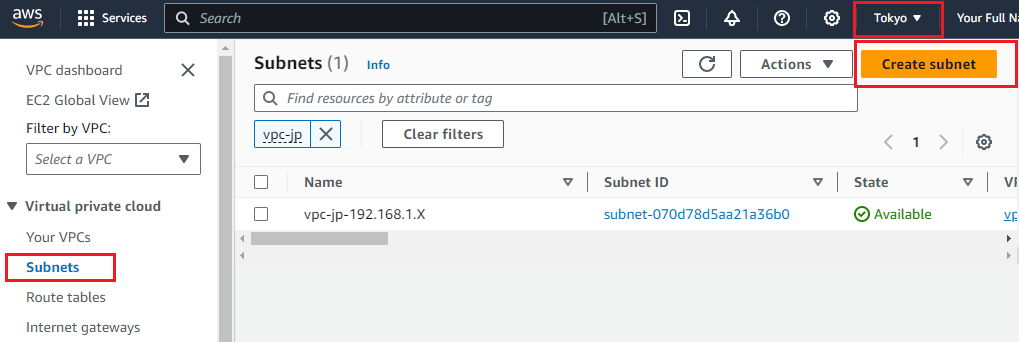 aws Services Search [Alt+S] Tokyo Your Full Na
VPC dashboard
EC2 Global View
Filter by VPC:
Select a VPC
Virtual private cloud
Your VPCs
Subnets
Route tables
Internet gateways
Subnets (1) Info
Actions
Create subnet
Find resources by attribute or tag
vpc-jp
Clear filters
1
Name Subnet ID State VP
vpc-jp-192.168.1.X subnet-070d78d5aa21a36b0 Available vp